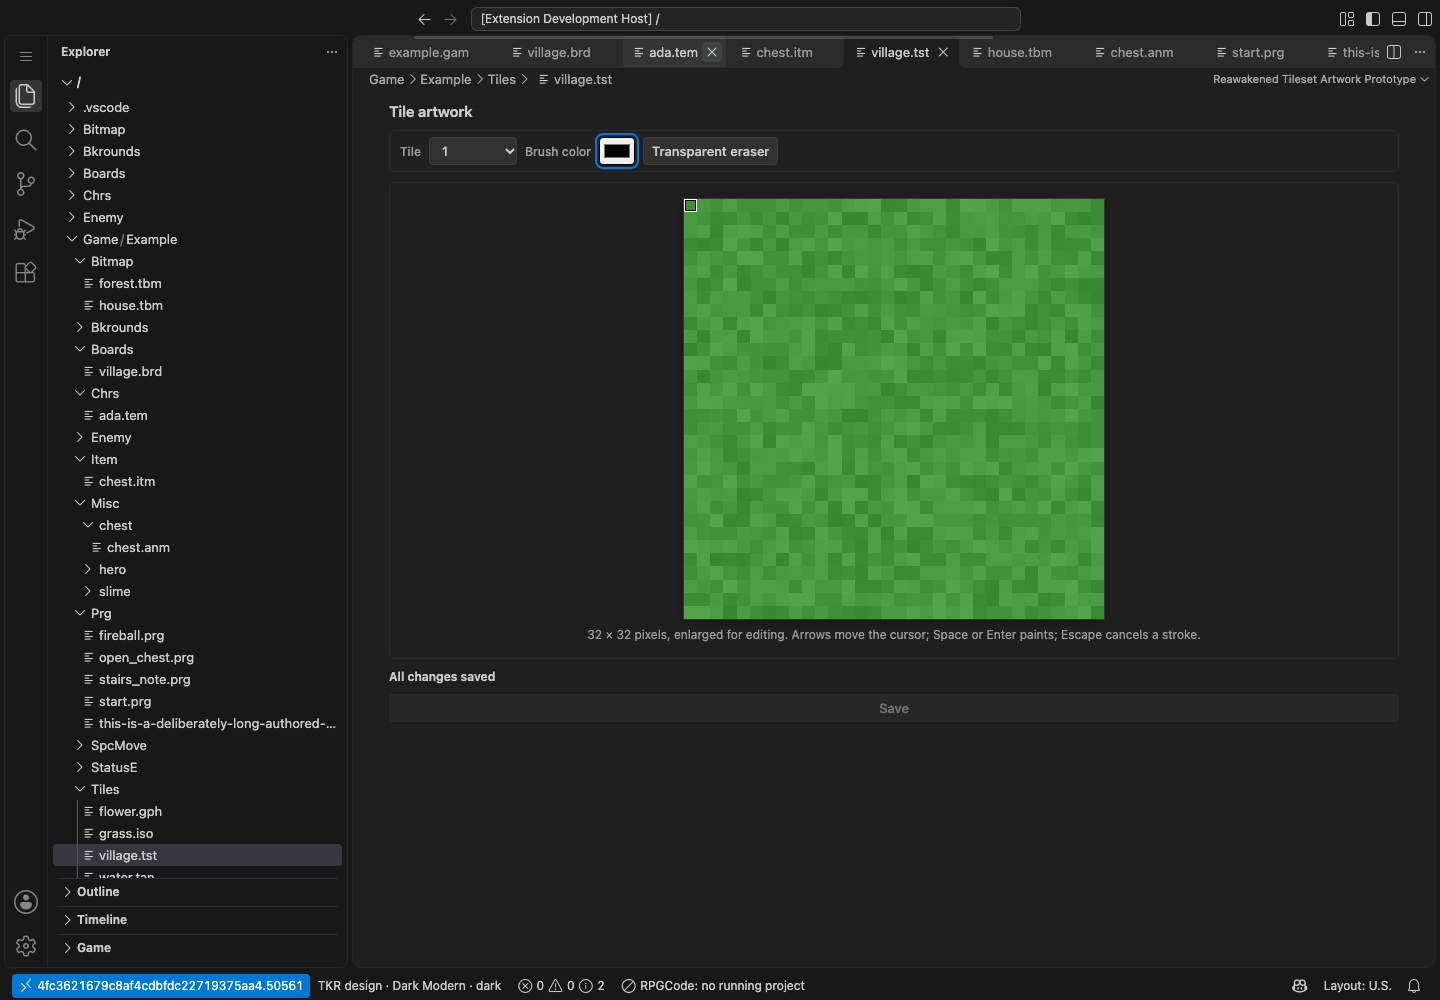 [Extension Development Host] /
Explorer
example.gam
village.brd
ada.tem
chest.itm
village.tst
house.tbm
chest.anm
start.prg
this-is
Game > Example > Tiles > village.tst
Reawakened Tileset Artwork Prototype
/
.vscode
Bitmap
Bkrounds
Boards
Chrs
Enemy
Game / Example
Bitmap
forest.tbm
house.tbm
Bkrounds
Boards
village.brd
Chrs
ada.tem
Enemy
Item
chest.itm
Misc
chest
chest.anm
hero
slime
Prg
fireball.prg
open_chest.prg
stairs_note.prg
start.prg
this-is-a-deliberately-long-authored-...
SpcMove
StatusE
Tiles
flower.gph
grass.iso
village.tst
water.tan
Outline
Timeline
Game
Tile artwork
Tile 1 Brush color Transparent eraser
32 × 32 pixels, enlarged for editing. Arrows move the cursor; Space or Enter paints; Escape cancels a stroke.
All changes saved
Save
4fc3621679c8af4cdbfdc22719375aa4.50561 TKR design · Dark Modern · dark 0 0 2 RPGCode: no running project Layout: U.S.